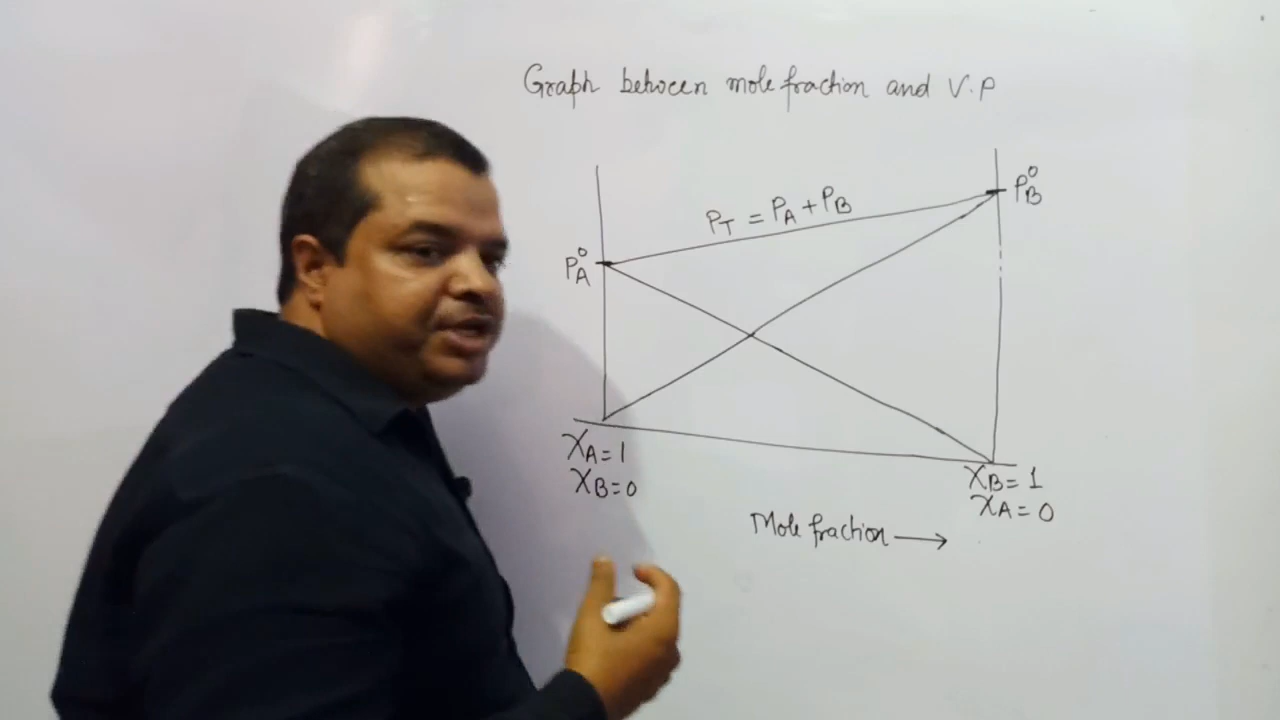 Graph between mole fraction and V.P
P°B
PT = PA + PB
P°A
XA = 1
XB = 0
XB = 1
XA = 0
Mole fraction →